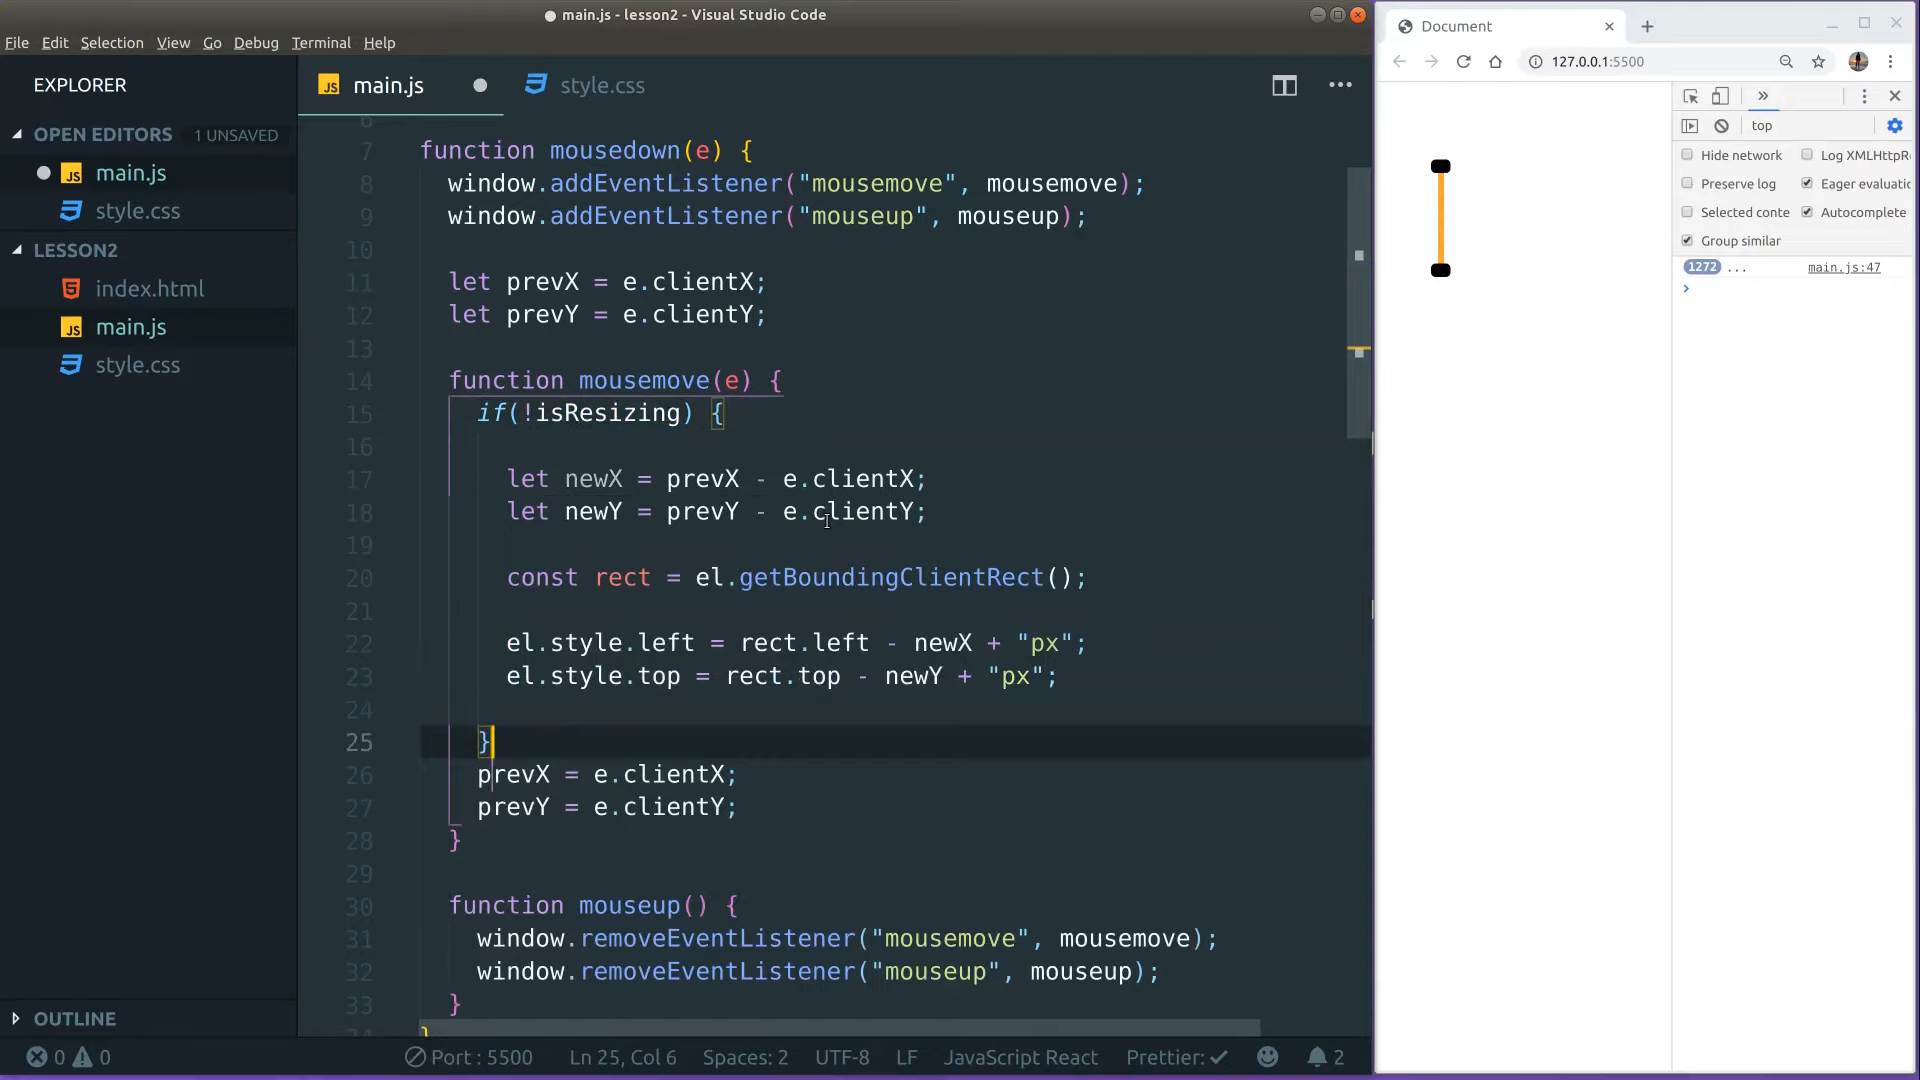 main.js - lesson2 - Visual Studio Code
File Edit Selection View Go Debug Terminal Help
EXPLORER
OPEN EDITORS 1 UNSAVED
main.js
style.css
LESSON2
index.html
main.js
style.css
OUTLINE
main.js style.css
6
7 function mousedown(e) {
8 window.addEventListener("mousemove", mousemove);
9 window.addEventListener("mouseup", mouseup);
10
11 let prevX = e.clientX;
12 let prevY = e.clientY;
13
14 function mousemove(e) {
15 if(!isResizing) {
16
17 let newX = prevX - e.clientX;
18 let newY = prevY - e.clientY;
19
20 const rect = el.getBoundingClientRect();
21
22 el.style.left = rect.left - newX + "px";
23 el.style.top = rect.top - newY + "px";
24
25 }
26 prevX = e.clientX;
27 prevY = e.clientY;
28 }
29
30 function mouseup() {
31 window.removeEventListener("mousemove", mousemove);
32 window.removeEventListener("mouseup", mouseup);
33 }
}
0 0 Port : 5500 Ln 25, Col 6 Spaces: 2 UTF-8 LF JavaScript React Prettier: ✓ 2
Document
127.0.0.1:5500
top
Hide network Log XMLHttpR
Preserve log Eager evaluatio
Selected conte Autocomplete
Group similar
1272 ... main.js:47